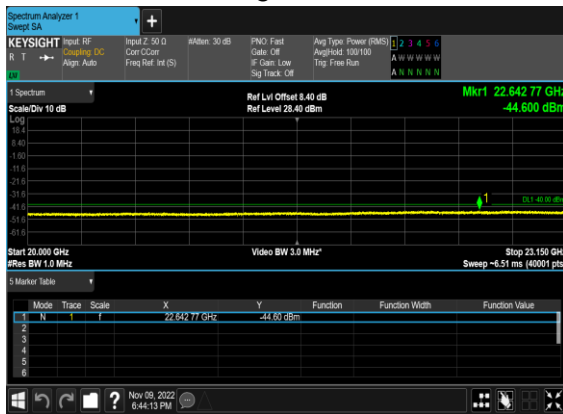 Spectrum Analyzer 1
Swept SA
+
KEYSIGHT Input: RF Input Z: 50 Ω #Atten: 30 dB PNO: Fast Avg Type: Power (RMS) 1 2 3 4 5 6
R T Coupling: DC Corr CCorr Gate: Off Avg|Hold: 100/100 A W W W W W
Align: Auto Freq Ref: Int (S) IF Gain: Low Trig: Free Run
Sig Track: Off A N N N N N
1 Spectrum
Ref Lvl Offset 8.40 dB Mkr1 22.642 77 GHz
Scale/Div 10 dB Ref Level 28.40 dBm -44.600 dBm
Log
18.4
8.40
-1.60
-11.6
-21.6
-31.6
1
DL1 -40.00 dBm
-41.6
-51.6
-61.6
Start 20.000 GHz Video BW 3.0 MHz* Stop 23.150 GHz
#Res BW 1.0 MHz Sweep ~6.51 ms (40001 pts)
5 Marker Table
Mode Trace Scale X Y Function Function Width Function Value
1 N 1 f 22.642 77 GHz -44.60 dBm
2
3
4
5
6
? Nov 09, 2022
6:44:13 PM